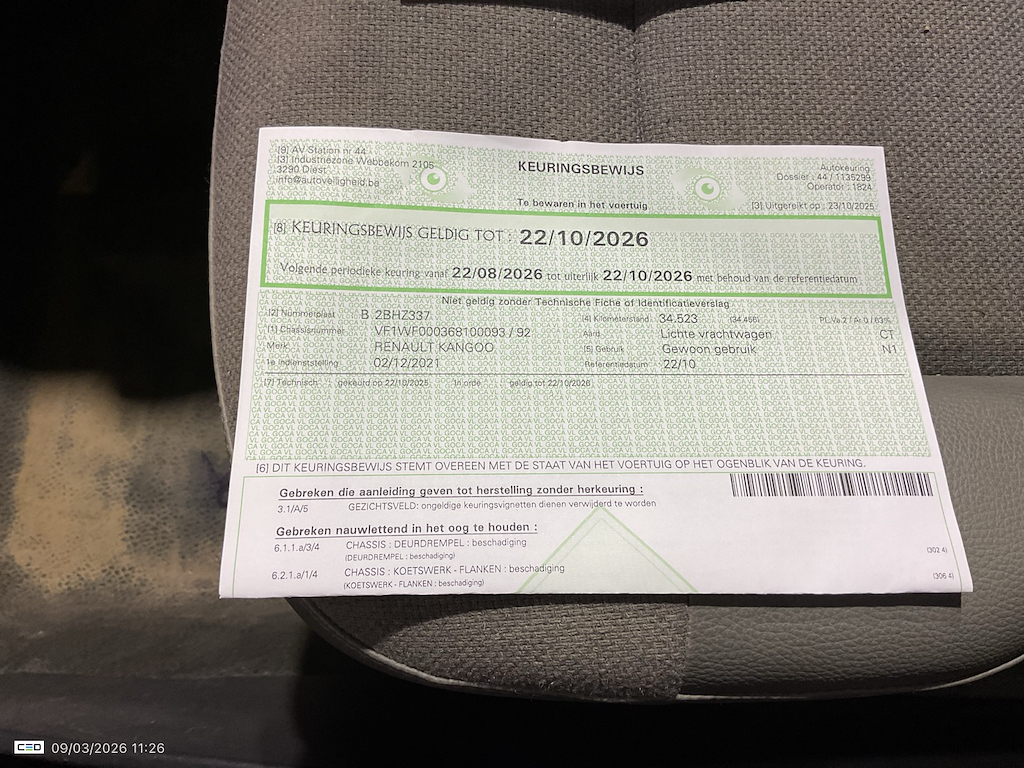 [9] AV Station nr 44
[3] Industriezone Webbekom 2106
3290 Diest
info@autoveiligheid.be
KEURINGSBEWIJS
Te bewaren in het voertuig
Autokeuring
Dossier : 44 / 1135299
Operator : 1824
[3] Uitgereikt op : 23/10/2025
[8] KEURINGSBEWIJS GELDIG TOT : 22/10/2026
Volgende periodieke keuring vanaf 22/08/2026 tot uiterlijk 22/10/2026 met behoud van de referentiedatum
Niet geldig zonder Technische Fiche of Identificatieverslag
[2] Nummerplaat B 2BHZ337 [4] Kilometerstand 34.523 (34.456) PL.Va.2 / Ar.0 / 63%
[1] Chassisnummer VF1WF000368100093 / 92 Aard Lichte vrachtwagen CT
Merk RENAULT KANGOO [5] Gebruik Gewoon gebruik N1
1e Indienststelling 02/12/2021 Referentiedatum 22/10
[7] Technisch gekeurd op 22/10/2025 In orde geldig tot 22/10/2026
[6] DIT KEURINGSBEWIJS STEMT OVEREEN MET DE STAAT VAN HET VOERTUIG OP HET OGENBLIK VAN DE KEURING.
Gebreken die aanleiding geven tot herstelling zonder herkeuring :
3.1/A/5 GEZICHTSVELD: ongeldige keuringsvignetten dienen verwijderd te worden
Gebreken nauwlettend in het oog te houden :
6.1.1.a/3/4 CHASSIS : DEURDREMPEL : beschadiging
(DEURDREMPEL : beschadiging) (302 4)
6.2.1.a/1/4 CHASSIS : KOETSWERK - FLANKEN : beschadiging
(KOETSWERK - FLANKEN : beschadiging) (306 4)
CEO 09/03/2026 11:26